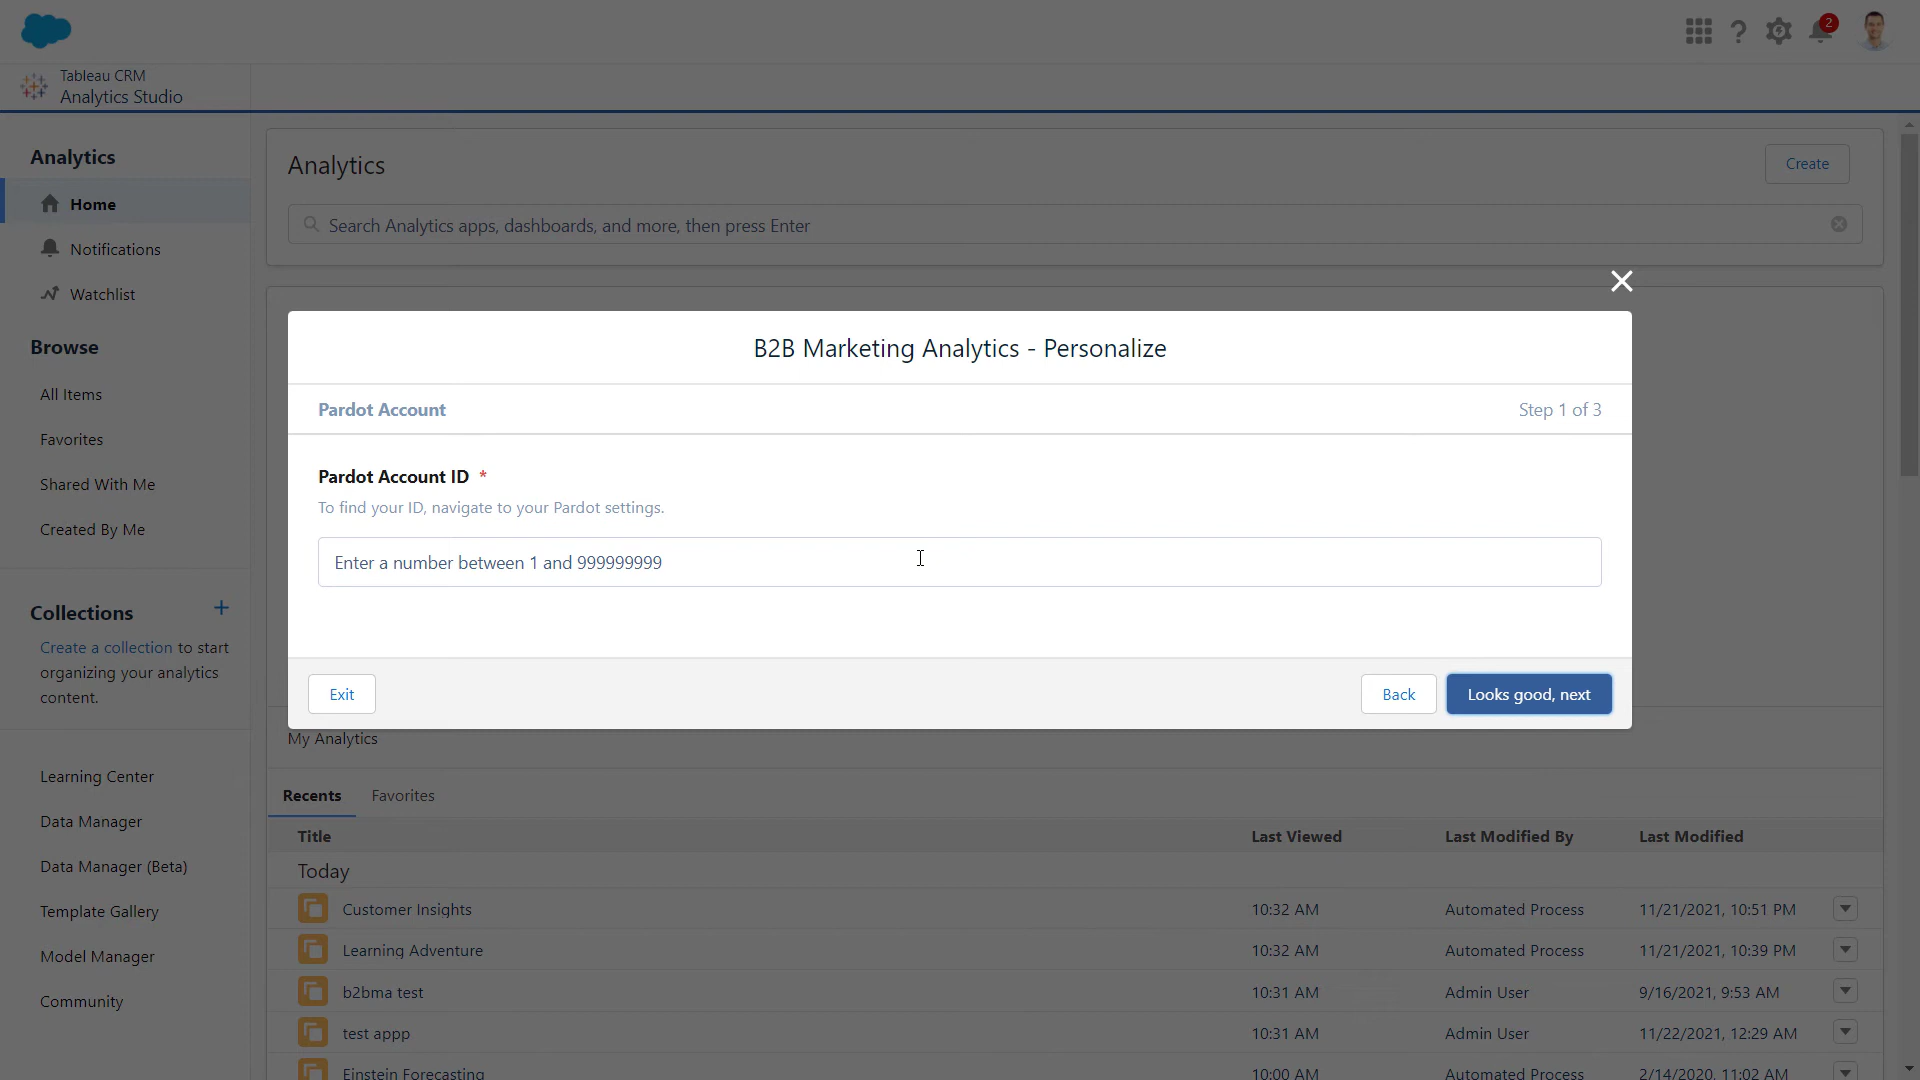 2
Tableau CRM
Analytics Studio
Analytics
Home
Notifications
Watchlist
Browse
All Items
Favorites
Shared With Me
Created By Me
Collections
Create a collection to start
organizing your analytics
content.
Learning Center
Data Manager
Data Manager (Beta)
Template Gallery
Model Manager
Community
Analytics
Create
Search Analytics apps, dashboards, and more, then press Enter
B2B Marketing Analytics - Personalize
Pardot Account
Step 1 of 3
Pardot Account ID *
To find your ID, navigate to your Pardot settings.
Enter a number between 1 and 999999999
Exit
Back
Looks good, next
My Analytics
Recents
Favorites
Title Last Viewed Last Modified By Last Modified
Today
Customer Insights 10:32 AM Automated Process 11/21/2021, 10:51 PM
Learning Adventure 10:32 AM Automated Process 11/21/2021, 10:39 PM
b2bma test 10:31 AM Admin User 9/16/2021, 9:53 AM
test appp 10:31 AM Admin User 11/22/2021, 12:29 AM
Einstein Forecasting 10:00 AM Automated Process 2/14/2020, 11:02 AM